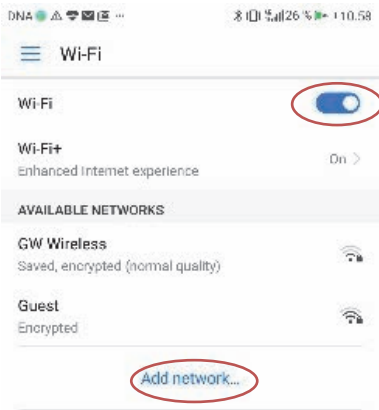 DNA 26 % 10.59
Wi-Fi
Wi-Fi
Wi-Fi+
Enhanced Internet experience
On >
AVAILABLE NETWORKS
GW Wireless
Saved, encrypted (normal quality)
Guest
Encrypted
Add network...